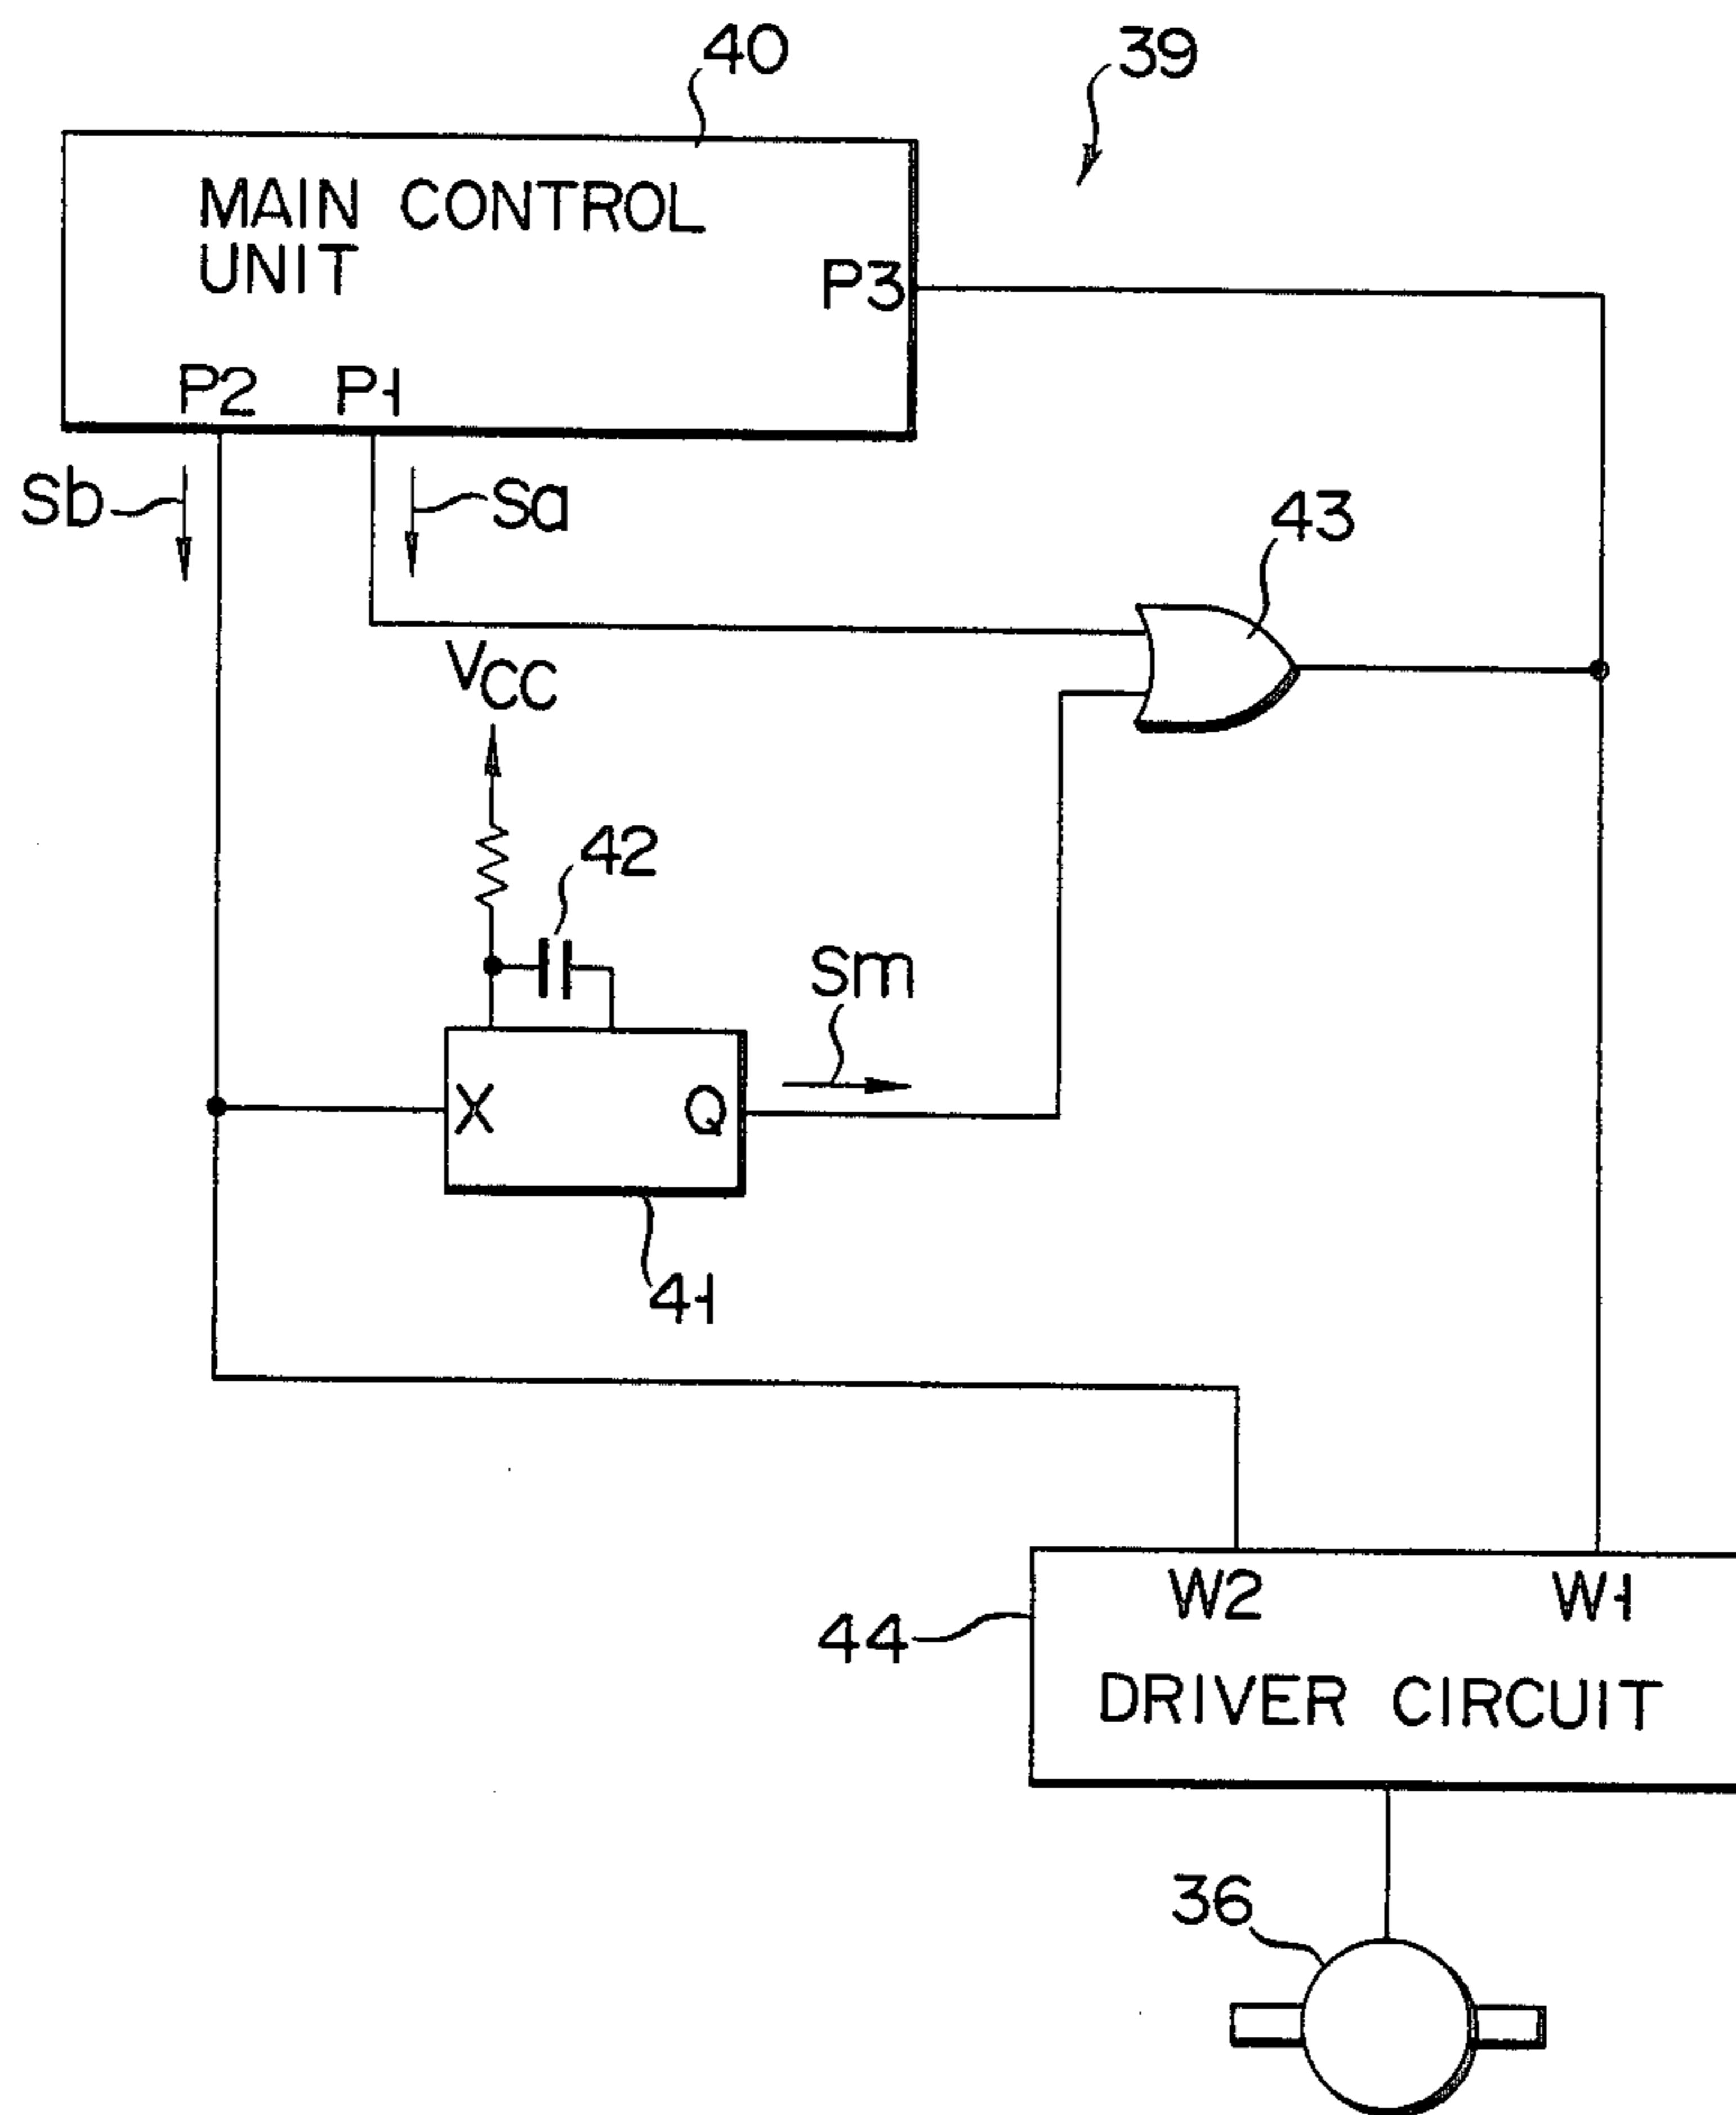 40
39
MAIN CONTROL
UNIT
P3
P2 P1
Sb
Sa
43
VCC
42
Sm
X Q
41
W2 W1
44
DRIVER CIRCUIT
36